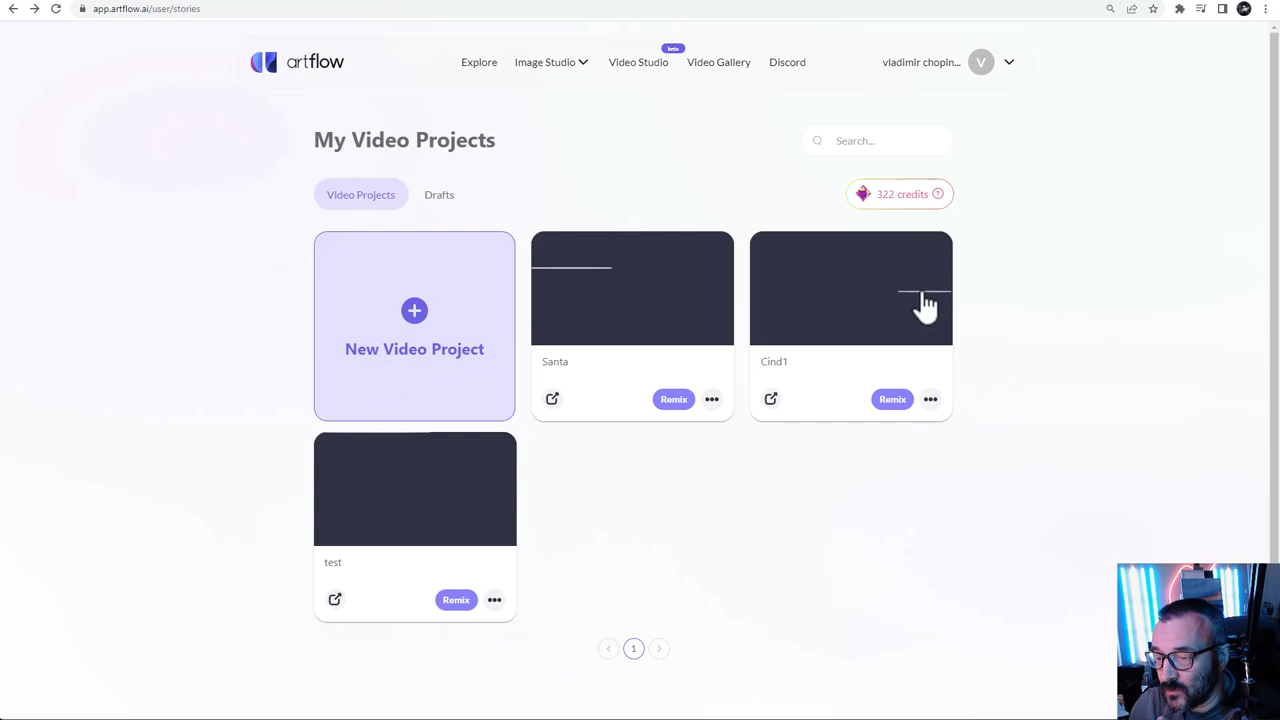 app.artflow.ai/user/stories
artflow
Explore
Image Studio
beta
Video Studio
Video Gallery
Discord
vladimir chopin...
V
My Video Projects
Search...
Video Projects
Drafts
322 credits
New Video Project
Santa
Remix
Cind1
Remix
test
Remix
1